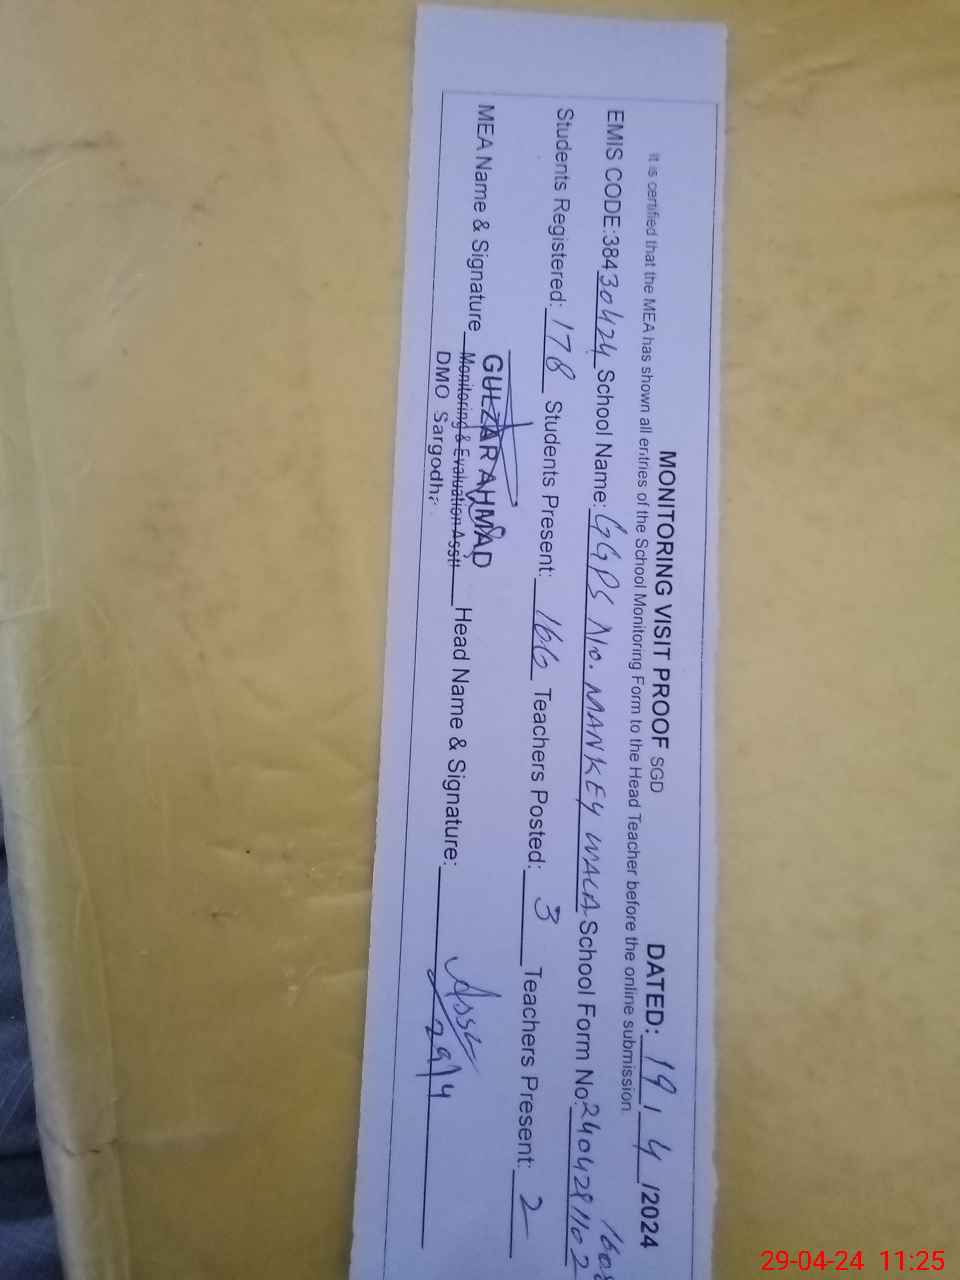 MONITORING VISIT PROOF SGD DATED: 19/4/2024
It is certified that the MEA has shown all entries of the School Monitoring Form to the Head Teacher before the online submission.
EMIS CODE:38430424 School Name: GGPS No. MANKEY WALA School Form No:2404291102
Students Registered: 178 Students Present: 166 Teachers Posted: 3 Teachers Present: 2
MEA Name & Signature GULZAR AHMAD Head Name & Signature:
Monitoring & Evaluation Asstt
DMO Sargodha
29/4
29-04-24 11:25